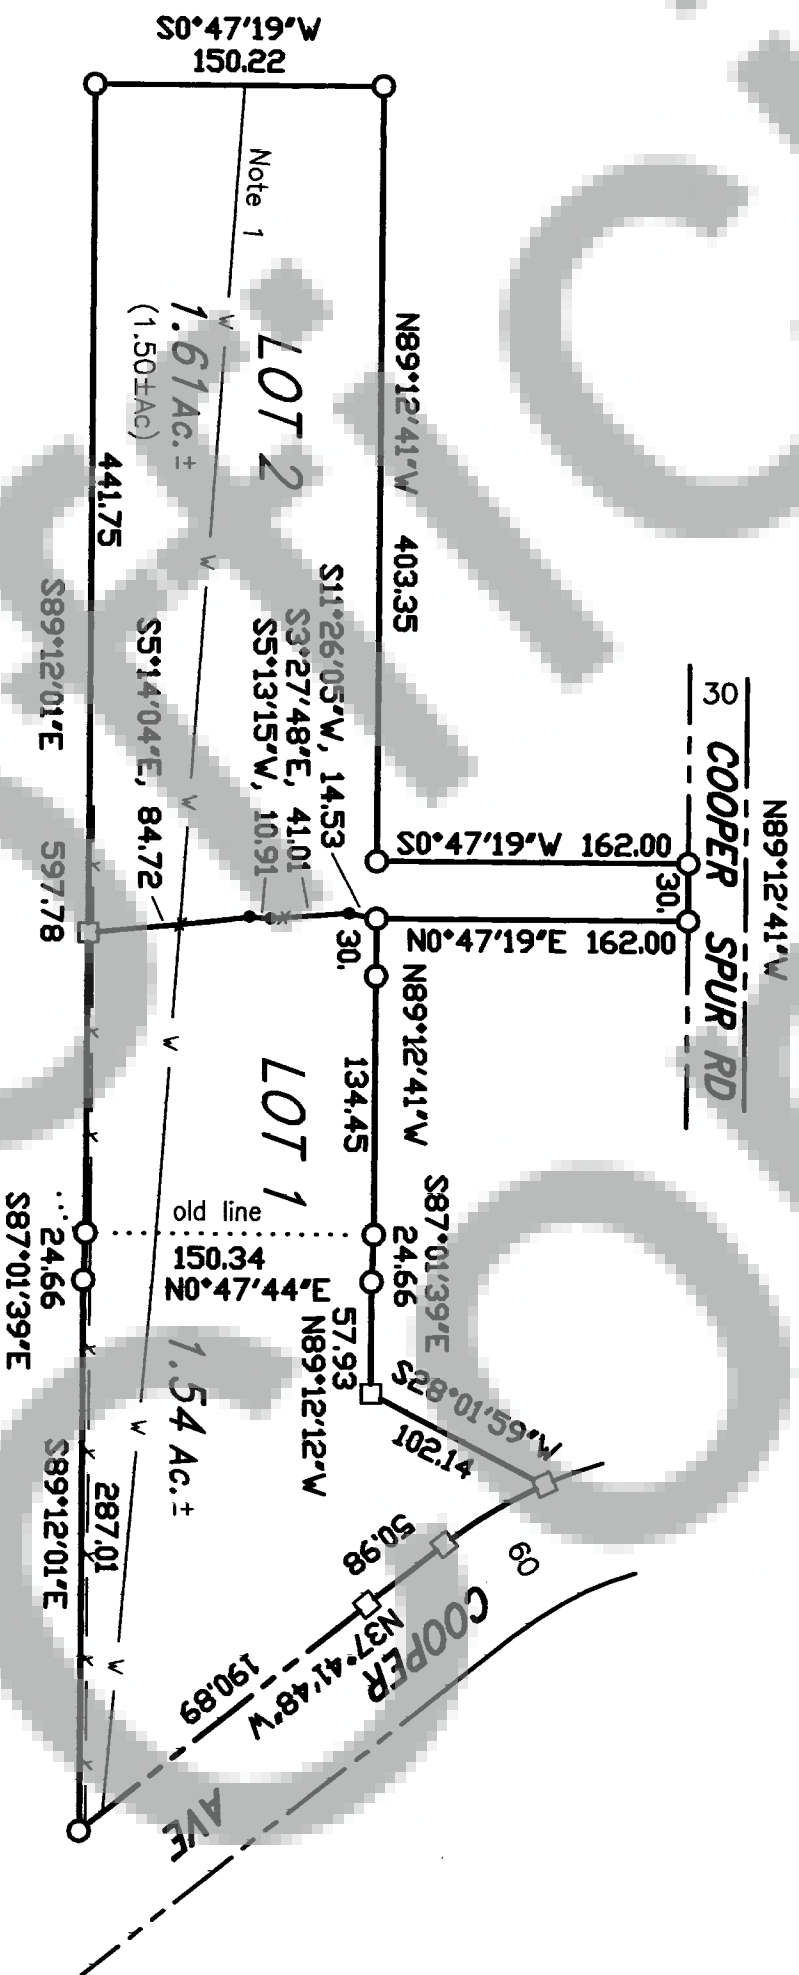 S0°47'19"W
150.22
Note 1
W
LOT 2
1.61 Ac.±
(1.50±Ac)
N89°12'41"W 403.35
441.75
S89°12'01"E 597.78
W
W
W
S11°26'05"W, 14.53
S3°27'48"E, 41.01
S5°13'15"W, 10.91
S5°14'04"E, 84.72
30
COOPER SPUR RD
N89°12'41"W
S0°47'19"W 162.00
30.
N0°47'19"E 162.00
30.
N89°12'41"W
134.45
W
LOT 1
old line
150.34
N0°47'44"E
S87°01'39"E
24.66
24.66
S87°01'39"E
57.93
N89°12'12"W
1.54 Ac.±
W
S28°01'59"W
102.14
287.01
S89°12'01"E
W
60
50.98
N37°41'48"W
190.89
COOPER
AVE